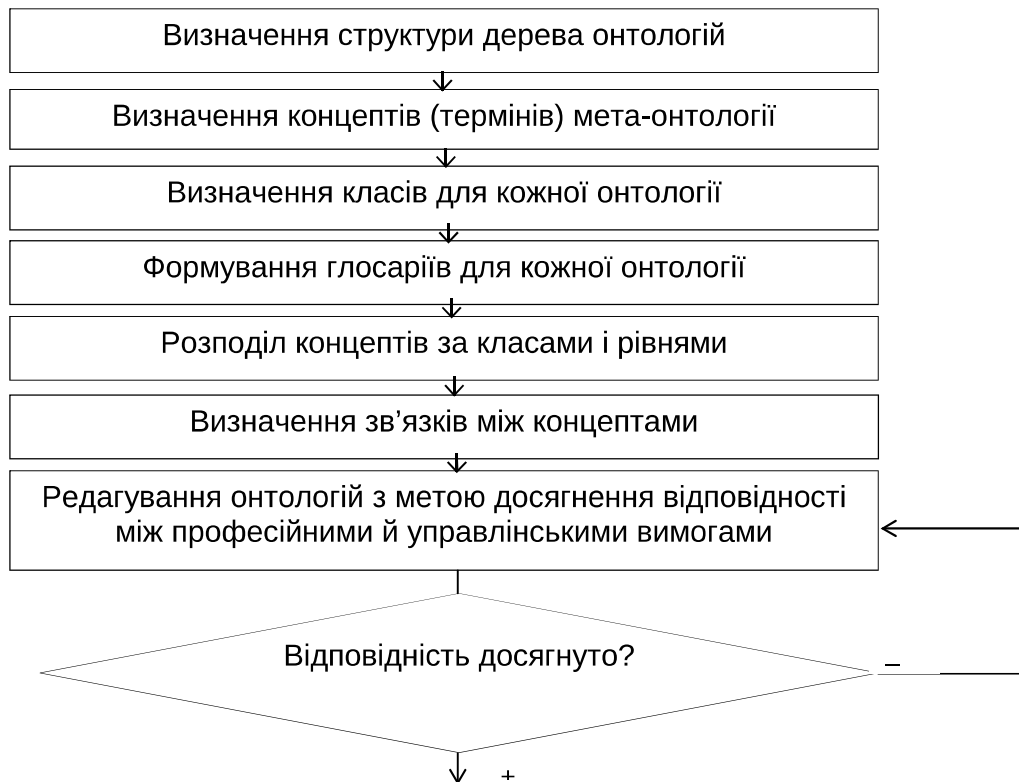 Визначення структури дерева онтологій
Визначення концептів (термінів) мета-онтології
Визначення класів для кожної онтології
Формування глосаріїв для кожної онтології
Розподіл концептів за класами і рівнями
Визначення зв’язків між концептами
Редагування онтологій з метою досягнення відповідності
між професійними й управлінськими вимогами
Відповідність досягнуто?
–
+